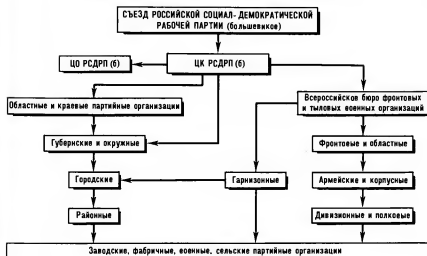 СЪЕЗД РОССИЙСКОЙ СОЦИАЛ-ДЕМОКРАТИЧЕСКОЙ
РАБОЧЕЙ ПАРТИИ (большевиков)
ЦО РСДРП (б)
ЦК РСДРП (б)
Областные и краевые партийные организации
Всероссийское бюро фронтовых
и тыловых военных организаций
Губернские и окружные
Фронтовые и областные
Городские
Гарнизонные
Армейские и корпусные
Районные
Дивизионные и полковые
Заводские, фабричные, военные, сельские партийные организации